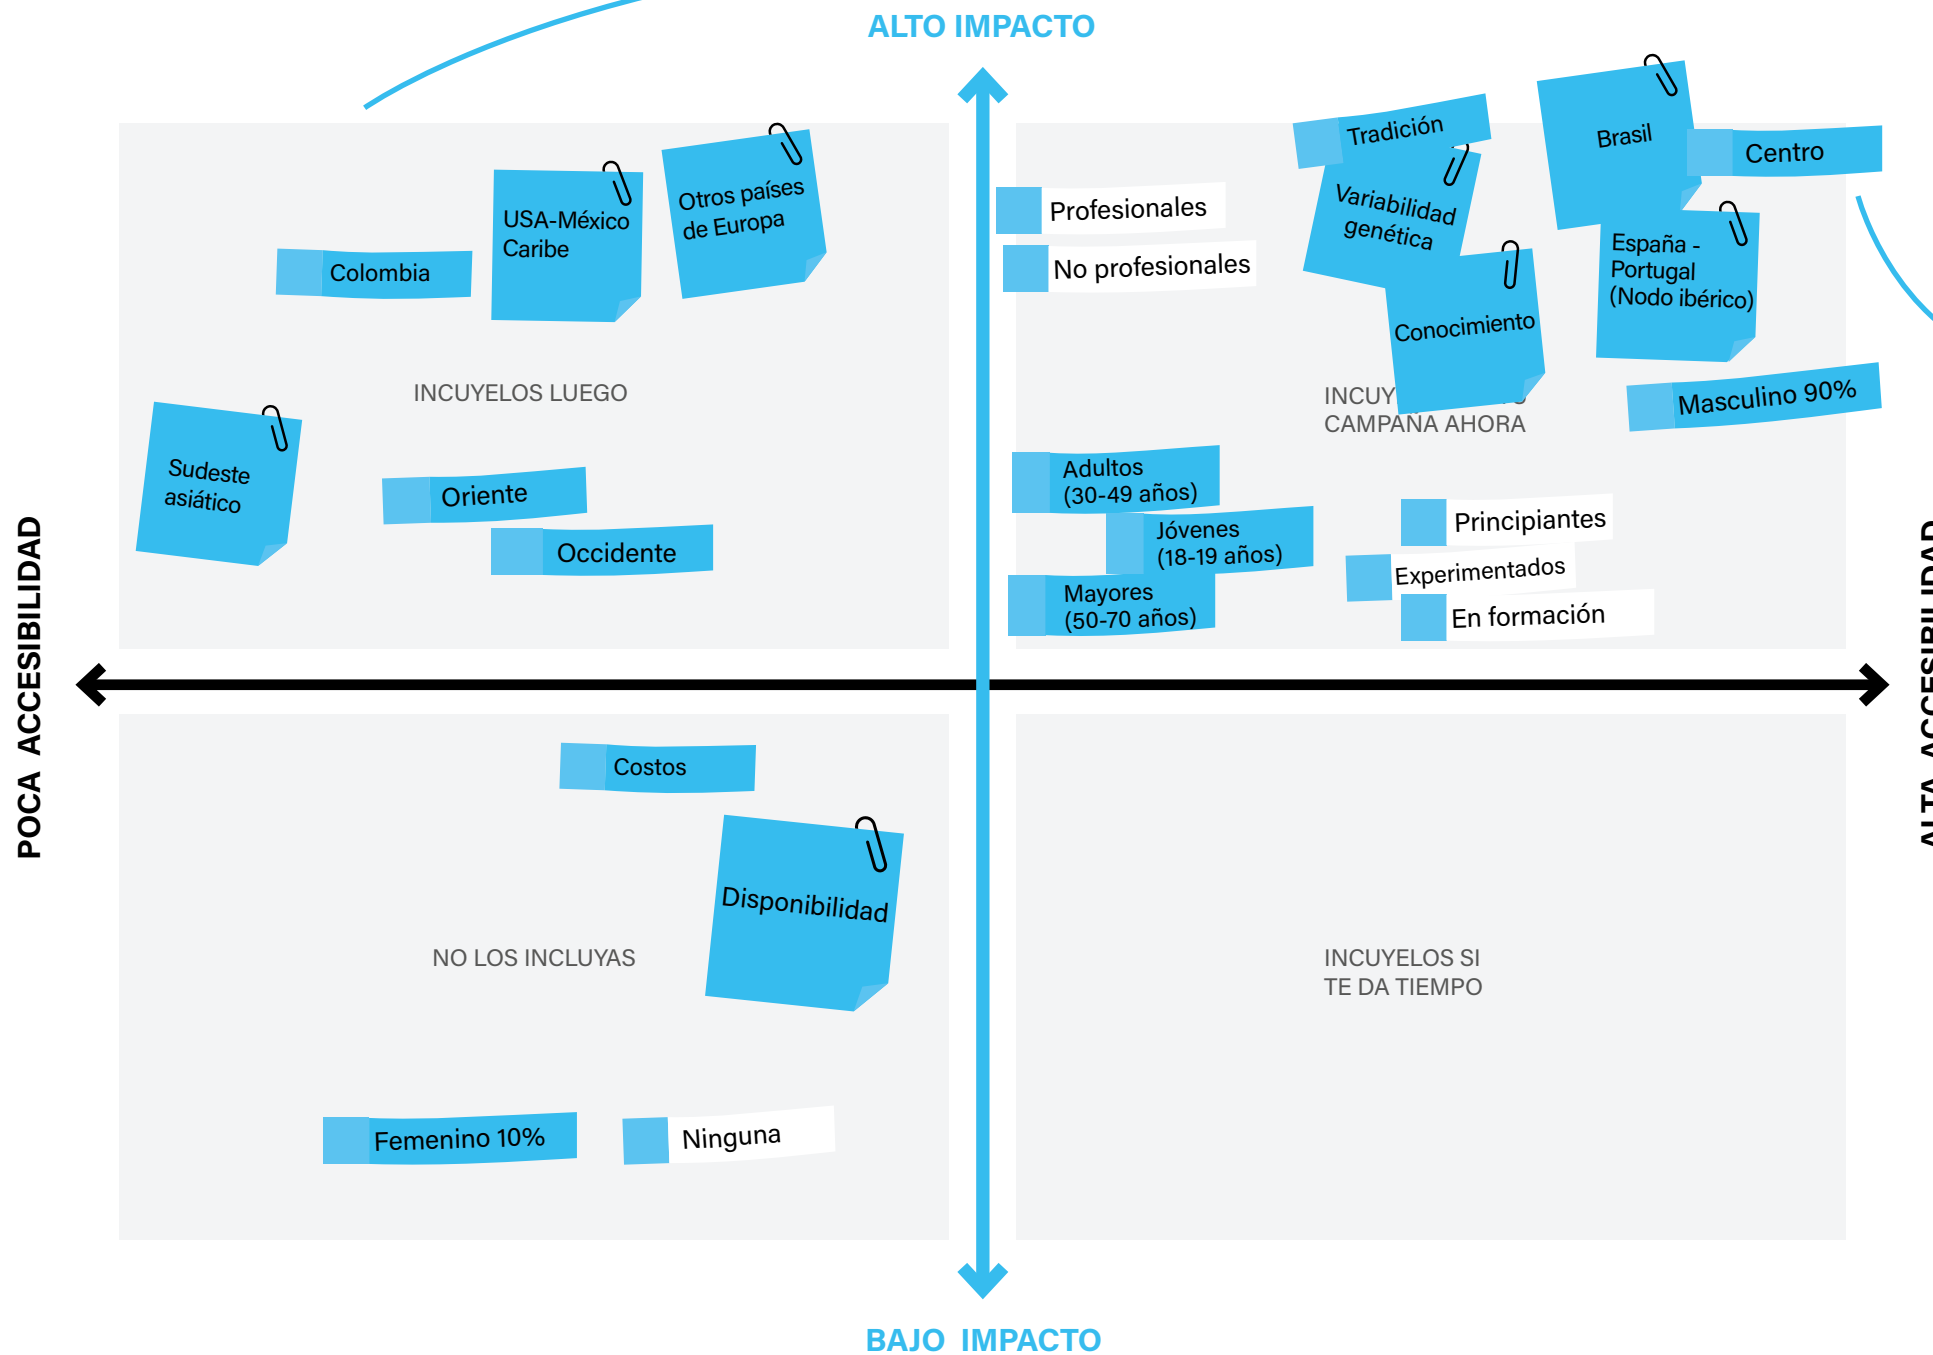 ALTO IMPACTO
POCA ACCESIBILIDAD
Colombia
USA-México
Caribe
Otros países
de Europa
INCUYELOS LUEGO
Sudeste
asiático
Oriente
Occidente
Tradición
Variabilidad
genética
Brasil
Centro
Profesionales
No profesionales
España -
Portugal
(Nodo ibérico)
Conocimiento
CAMPAÑA AHORA
Masculino 90%
Adultos
(30-49 años)
Jóvenes
(18-19 años)
Mayores
(50-70 años)
Principiantes
Experimentados
En formación
ALTA ACCESIBILIDAD
Costos
Disponibilidad
NO LOS INCLUYAS
Femenino 10%
Ninguna
INCUYELOS SI
TE DA TIEMPO
BAJO IMPACTO